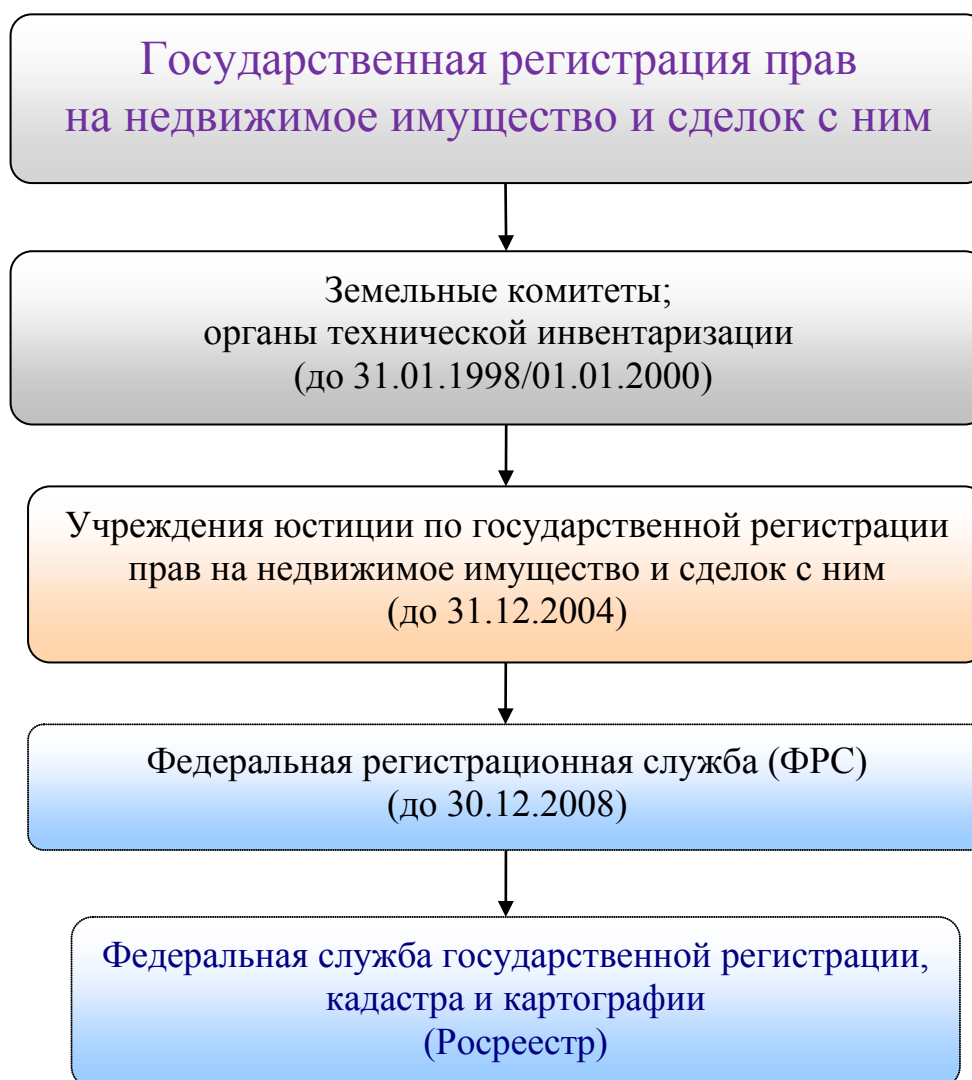 Государственная регистрация прав
на недвижимое имущество и сделок с ним
Земельные комитеты;
органы технической инвентаризации
(до 31.01.1998/01.01.2000)
Учреждения юстиции по государственной регистрации
прав на недвижимое имущество и сделок с ним
(до 31.12.2004)
Федеральная регистрационная служба (ФРС)
(до 30.12.2008)
Федеральная служба государственной регистрации,
кадастра и картографии
(Росреестр)